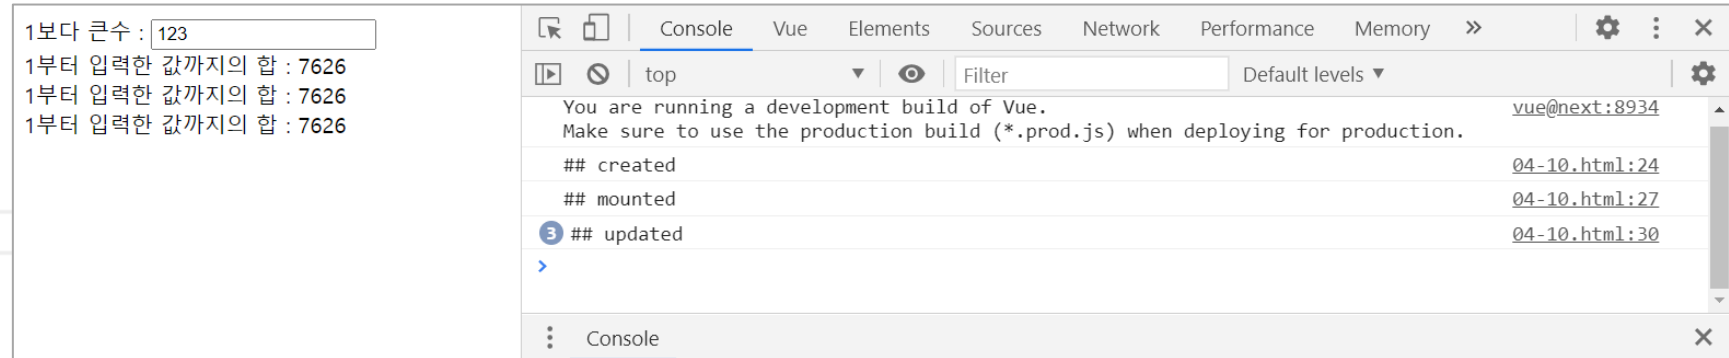 1보다 큰수 : 123
1부터 입력한 값까지의 합 : 7626
1부터 입력한 값까지의 합 : 7626
1부터 입력한 값까지의 합 : 7626
Console Vue Elements Sources Network Performance Memory »
top ▼ Filter Default levels ▼
You are running a development build of Vue. vue@next:8934
Make sure to use the production build (*.prod.js) when deploying for production.
## created 04-10.html:24
## mounted 04-10.html:27
3 ## updated 04-10.html:30
>
Console